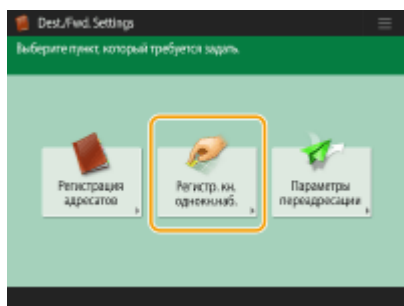 Dest./Fwd. Settings
Выберите пункт, который требуется задать.
Регистрация
адресатов
Регистр. кн.
однокн.наб.
Параметры
переадресации